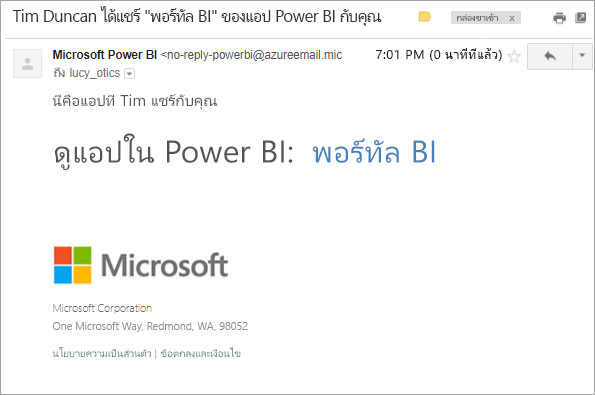 Tim Duncan ได้แชร์ "พอร์ทัล BI" ของแอป Power BI กับคุณ
กล่องขาเข้า x
Microsoft Power BI <no-reply-powerbi@azureemail.mic
7:01 PM (0 นาทีที่แล้ว)
ถึง lucy_otics
นี่คือแอปที่ Tim แชร์กับคุณ
ดูแอปใน Power BI: พอร์ทัล BI
Microsoft
Microsoft Corporation
One Microsoft Way, Redmond, WA, 98052
นโยบายความเป็นส่วนตัว | ข้อตกลงและเงื่อนไข